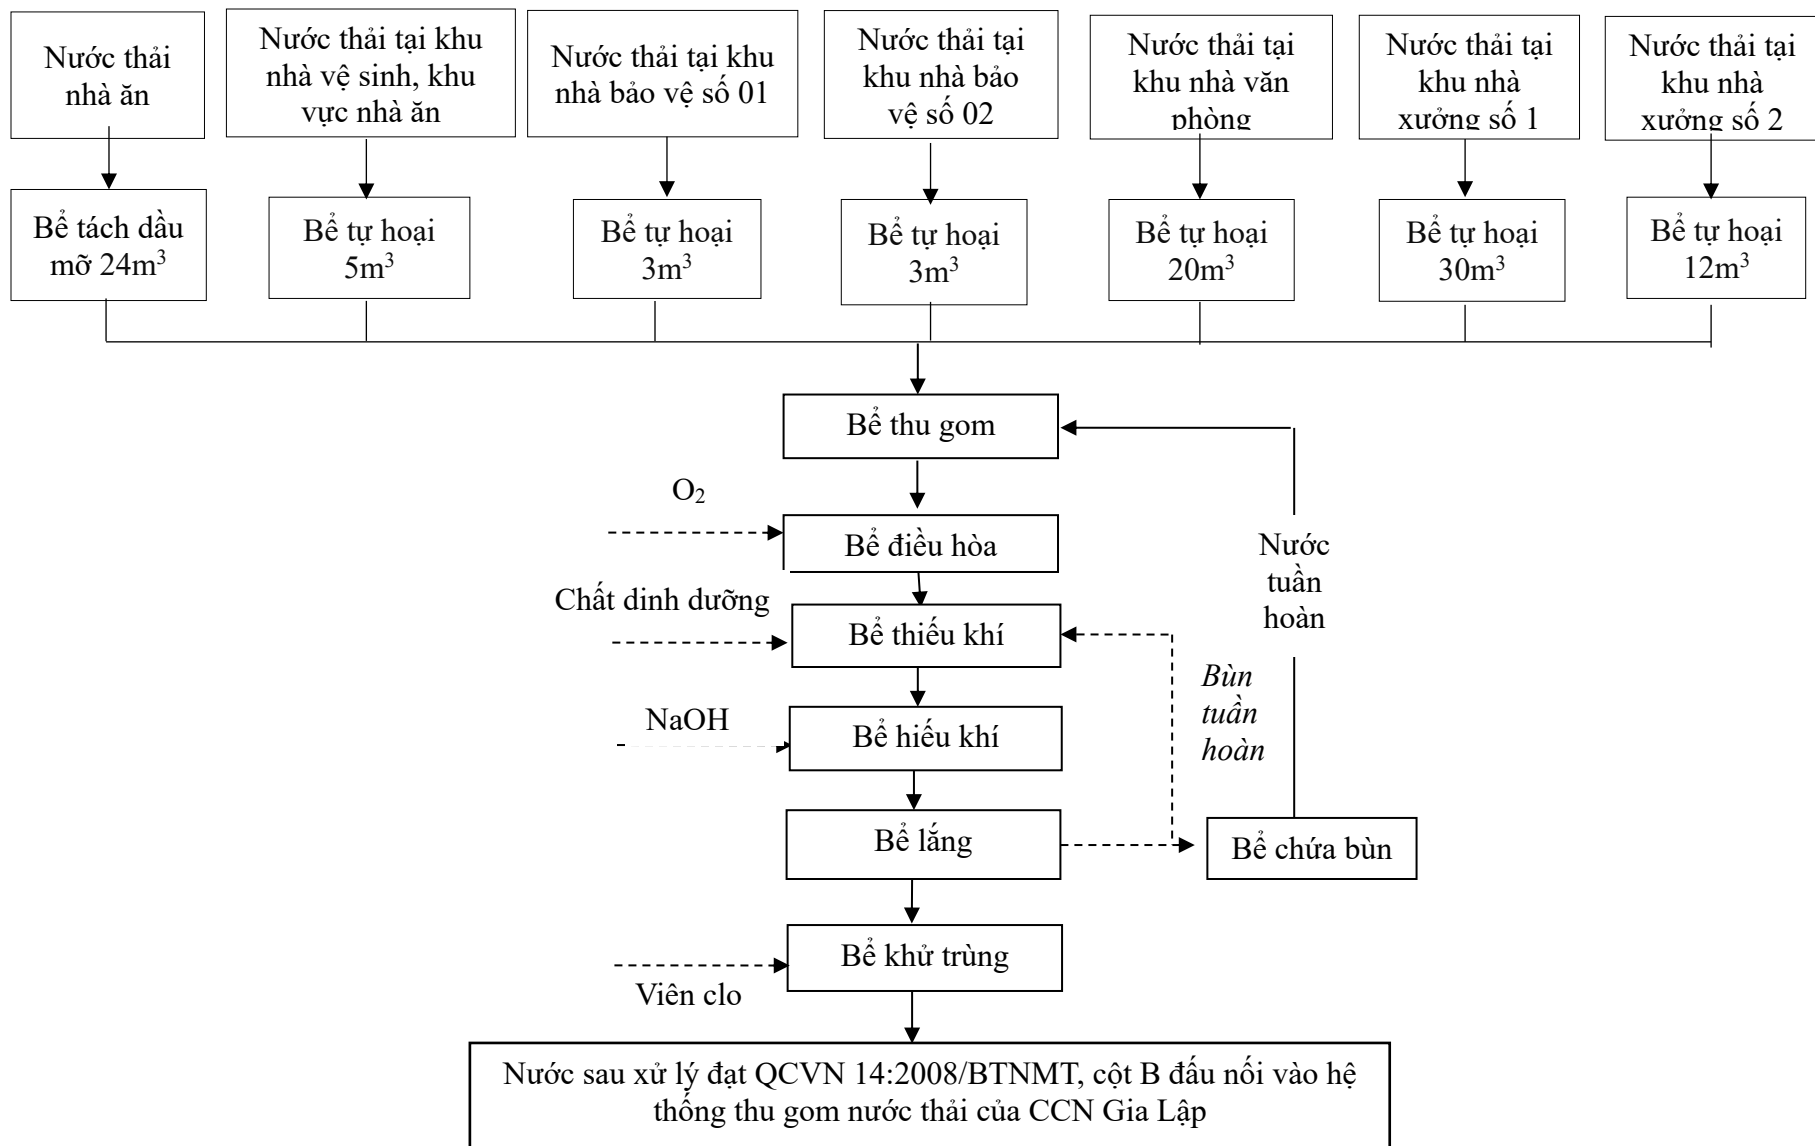 Nước thải
nhà ăn
Nước thải tại khu
nhà vệ sinh, khu
vực nhà ăn
Nước thải tại khu
nhà bảo vệ số 01
Nước thải tại
khu nhà bảo
vệ số 02
Nước thải tại
khu nhà văn
phòng
Nước thải tại
khu nhà
xưởng số 1
Nước thải tại
khu nhà
xưởng số 2
Bể tách dầu
mỡ 24m³
Bể tự hoại
5m³
Bể tự hoại
3m³
Bể tự hoại
3m³
Bể tự hoại
20m³
Bể tự hoại
30m³
Bể tự hoại
12m³
Bể thu gom
O₂
Bể điều hòa
Nước
tuần
hoàn
Chất dinh dưỡng
Bể thiếu khí
Bùn
tuần
hoàn
NaOH
Bể hiếu khí
Bể lắng
Bể chứa bùn
Bể khử trùng
Viên clo
Nước sau xử lý đạt QCVN 14:2008/BTNMT, cột B đấu nối vào hệ
thống thu gom nước thải của CCN Gia Lập